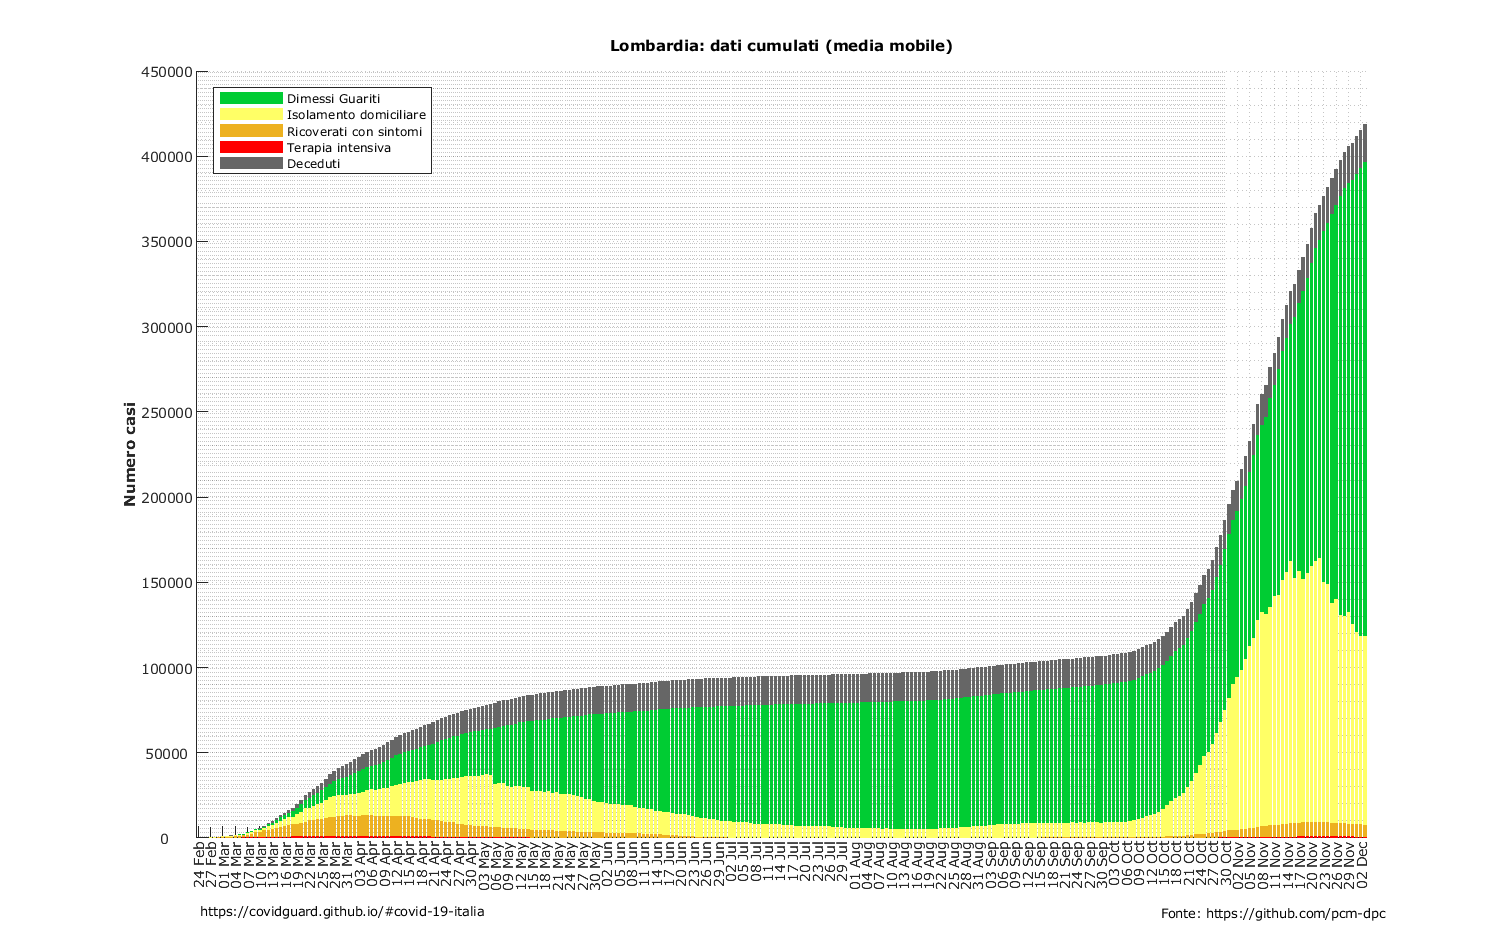 Lombardia: dati cumulati (media mobile)
450000
400000
350000
300000
250000
200000
150000
100000
50000
0
Numero casi
Dimessi Guariti
Isolamento domiciliare
Ricoverati con sintomi
Terapia intensiva
Deceduti
24 Feb
27 Feb
01 Mar
04 Mar
07 Mar
10 Mar
13 Mar
16 Mar
19 Mar
22 Mar
25 Mar
28 Mar
31 Mar
03 Apr
06 Apr
09 Apr
12 Apr
15 Apr
18 Apr
21 Apr
24 Apr
27 Apr
30 Apr
03 May
06 May
09 May
12 May
15 May
18 May
21 May
24 May
27 May
30 May
02 Jun
05 Jun
08 Jun
11 Jun
14 Jun
17 Jun
20 Jun
23 Jun
26 Jun
29 Jun
02 Jul
05 Jul
08 Jul
11 Jul
14 Jul
17 Jul
20 Jul
23 Jul
26 Jul
29 Jul
01 Aug
04 Aug
07 Aug
10 Aug
13 Aug
16 Aug
19 Aug
22 Aug
25 Aug
28 Aug
31 Aug
03 Sep
06 Sep
09 Sep
12 Sep
15 Sep
18 Sep
21 Sep
24 Sep
27 Sep
30 Sep
03 Oct
06 Oct
09 Oct
12 Oct
15 Oct
18 Oct
21 Oct
24 Oct
27 Oct
30 Oct
02 Nov
05 Nov
08 Nov
11 Nov
14 Nov
17 Nov
20 Nov
23 Nov
26 Nov
29 Nov
02 Dec
https://covidguard.github.io/#covid-19-italia
Fonte: https://github.com/pcm-dpc